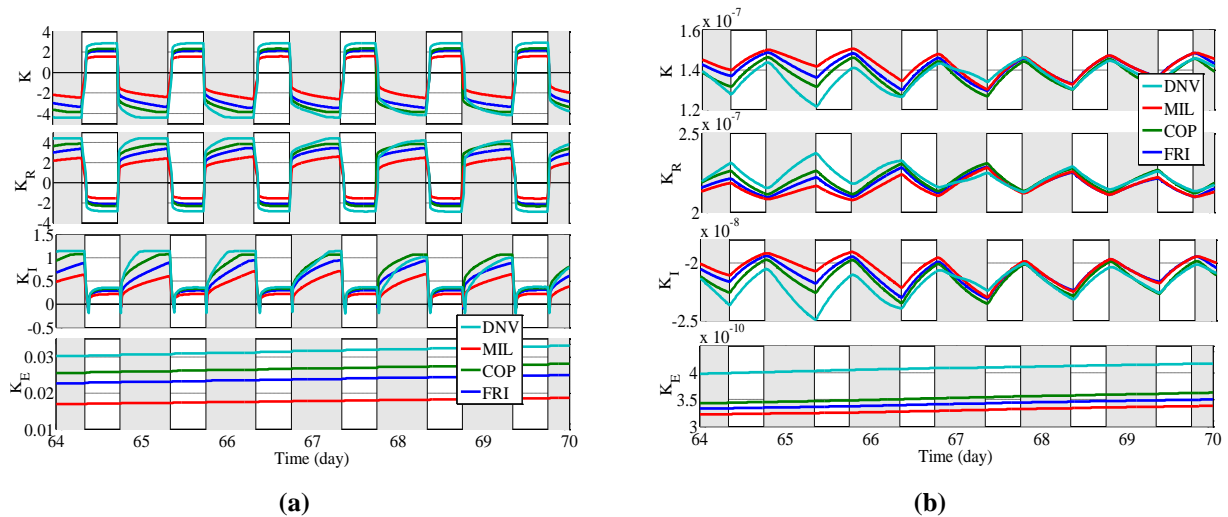 4
2
0
-2
-4
K
4
2
0
-2
-4
K_R
1.5
1
0.5
0
-0.5
K_I
DNV
MIL
COP
FRI
0.03
0.02
0.01
K_E
64 65 66 67 68 69 70
Time (day)
(a)
x 10^-7
1.6
1.4
1.2
K
DNV
MIL
COP
FRI
x 10^-7
2.5
2
K_R
x 10^-8
-2
-2.5
K_I
x 10^-10
4
3.5
3
K_E
64 65 66 67 68 69 70
Time (day)
(b)